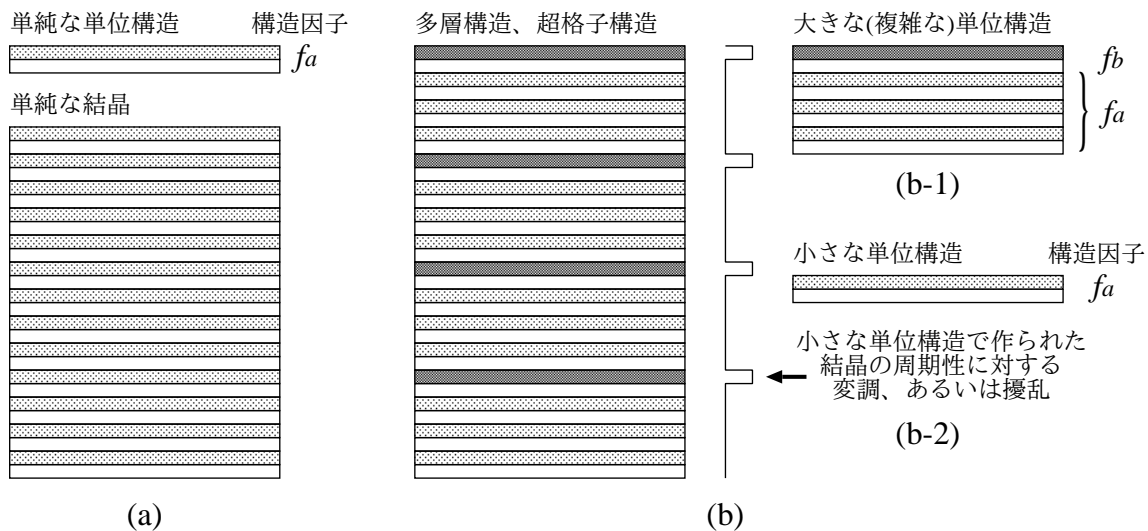 単純な単位構造 構造因子
fa
単純な結晶
(a)
多層構造、超格子構造
(b)
大きな(複雑な)単位構造
fb
fa
(b-1)
小さな単位構造 構造因子
fa
小さな単位構造で作られた
結晶の周期性に対する
変調、あるいは擾乱
(b-2)